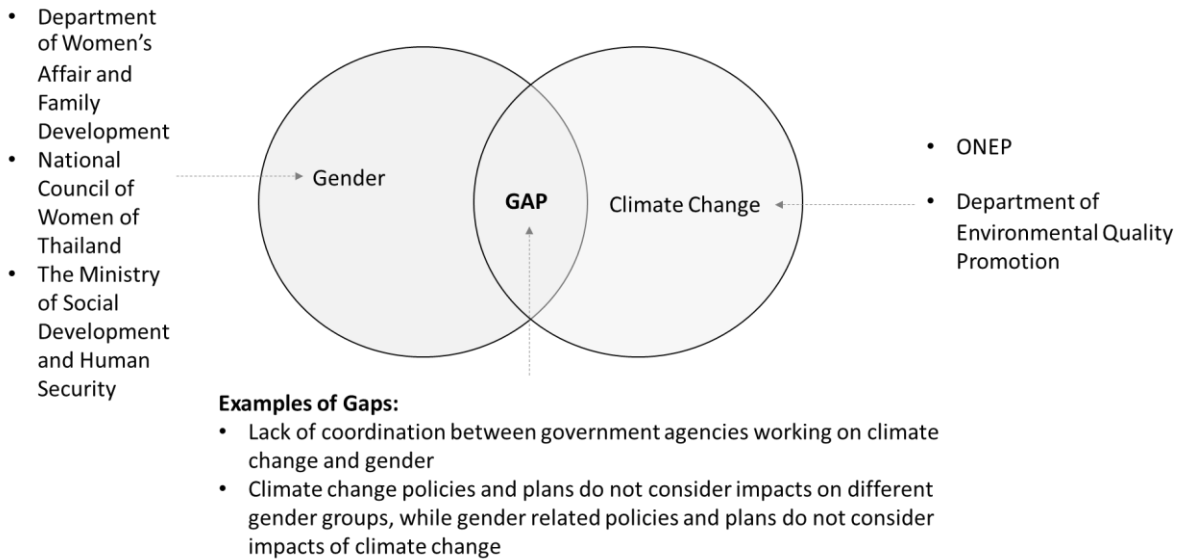 • Department
of Women's
Affair and
Family
Development
• National
Council of
Women of
Thailand
• The Ministry
of Social
Development
and Human
Security
Gender
GAP
Climate Change
• ONEP
• Department of
Environmental Quality
Promotion
Examples of Gaps:
• Lack of coordination between government agencies working on climate
change and gender
• Climate change policies and plans do not consider impacts on different
gender groups, while gender related policies and plans do not consider
impacts of climate change